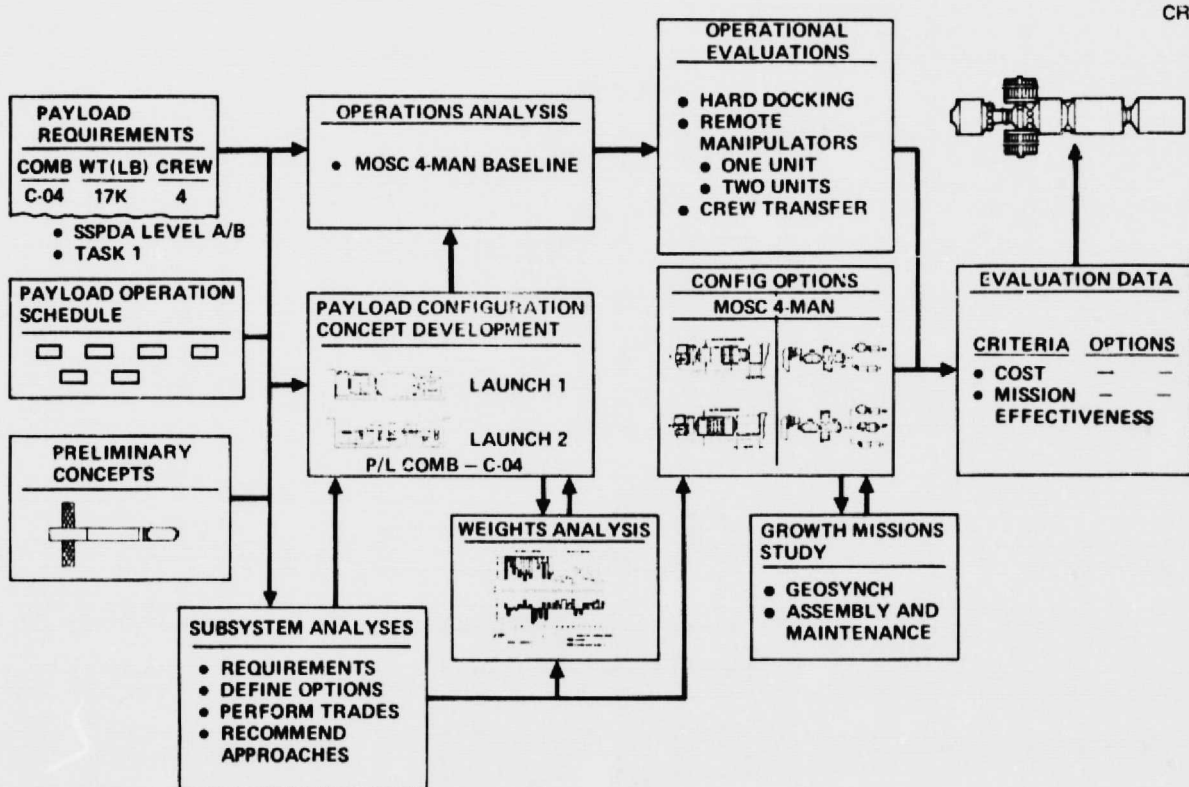 CR
PAYLOAD
REQUIREMENTS
COMB WT(LB) CREW
C-04 17K 4
• SSPDA LEVEL A/B
• TASK 1
PAYLOAD OPERATION
SCHEDULE
PRELIMINARY
CONCEPTS
OPERATIONS ANALYSIS
• MOSC 4-MAN BASELINE
PAYLOAD CONFIGURATION
CONCEPT DEVELOPMENT
LAUNCH 1
LAUNCH 2
P/L COMB – C-04
SUBSYSTEM ANALYSES
• REQUIREMENTS
• DEFINE OPTIONS
• PERFORM TRADES
• RECOMMEND
APPROACHES
WEIGHTS ANALYSIS
OPERATIONAL
EVALUATIONS
• HARD DOCKING
• REMOTE
MANIPULATORS
• ONE UNIT
• TWO UNITS
• CREW TRANSFER
CONFIG OPTIONS
MOSC 4-MAN
GROWTH MISSIONS
STUDY
• GEOSYNCH
• ASSEMBLY AND
MAINTENANCE
EVALUATION DATA
CRITERIA OPTIONS
• COST – –
• MISSION – –
EFFECTIVENESS